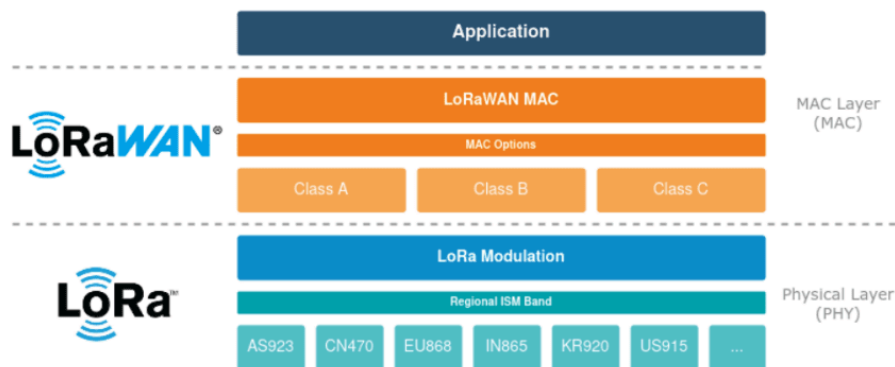 Application
LoRaWAN®
LoRaWAN MAC
MAC Layer
(MAC)
MAC Options
Class A
Class B
Class C
LoRa™
LoRa Modulation
Physical Layer
(PHY)
Regional ISM Band
AS923
CN470
EU868
IN865
KR920
US915
...